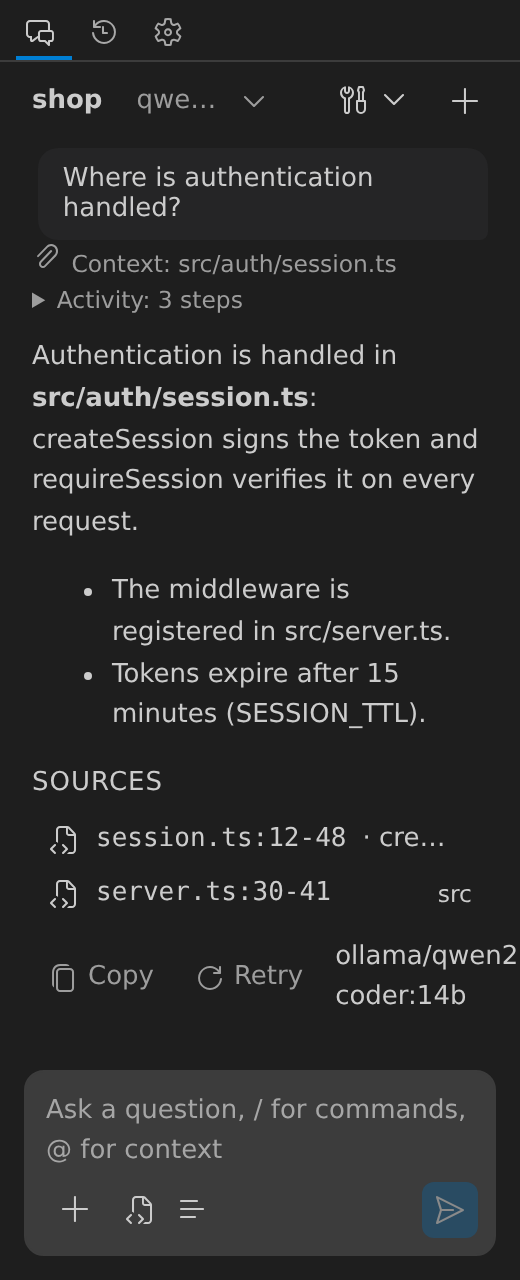 shop qwe...
Where is authentication
handled?
Context: src/auth/session.ts
Activity: 3 steps
Authentication is handled in
src/auth/session.ts:
createSession signs the token and
requireSession verifies it on every
request.
• The middleware is
registered in src/server.ts.
• Tokens expire after 15
minutes (SESSION_TTL).
SOURCES
session.ts:12-48 · cre...
server.ts:30-41 src
Copy Retry ollama/qwen2
coder:14b
Ask a question, / for commands,
@ for context